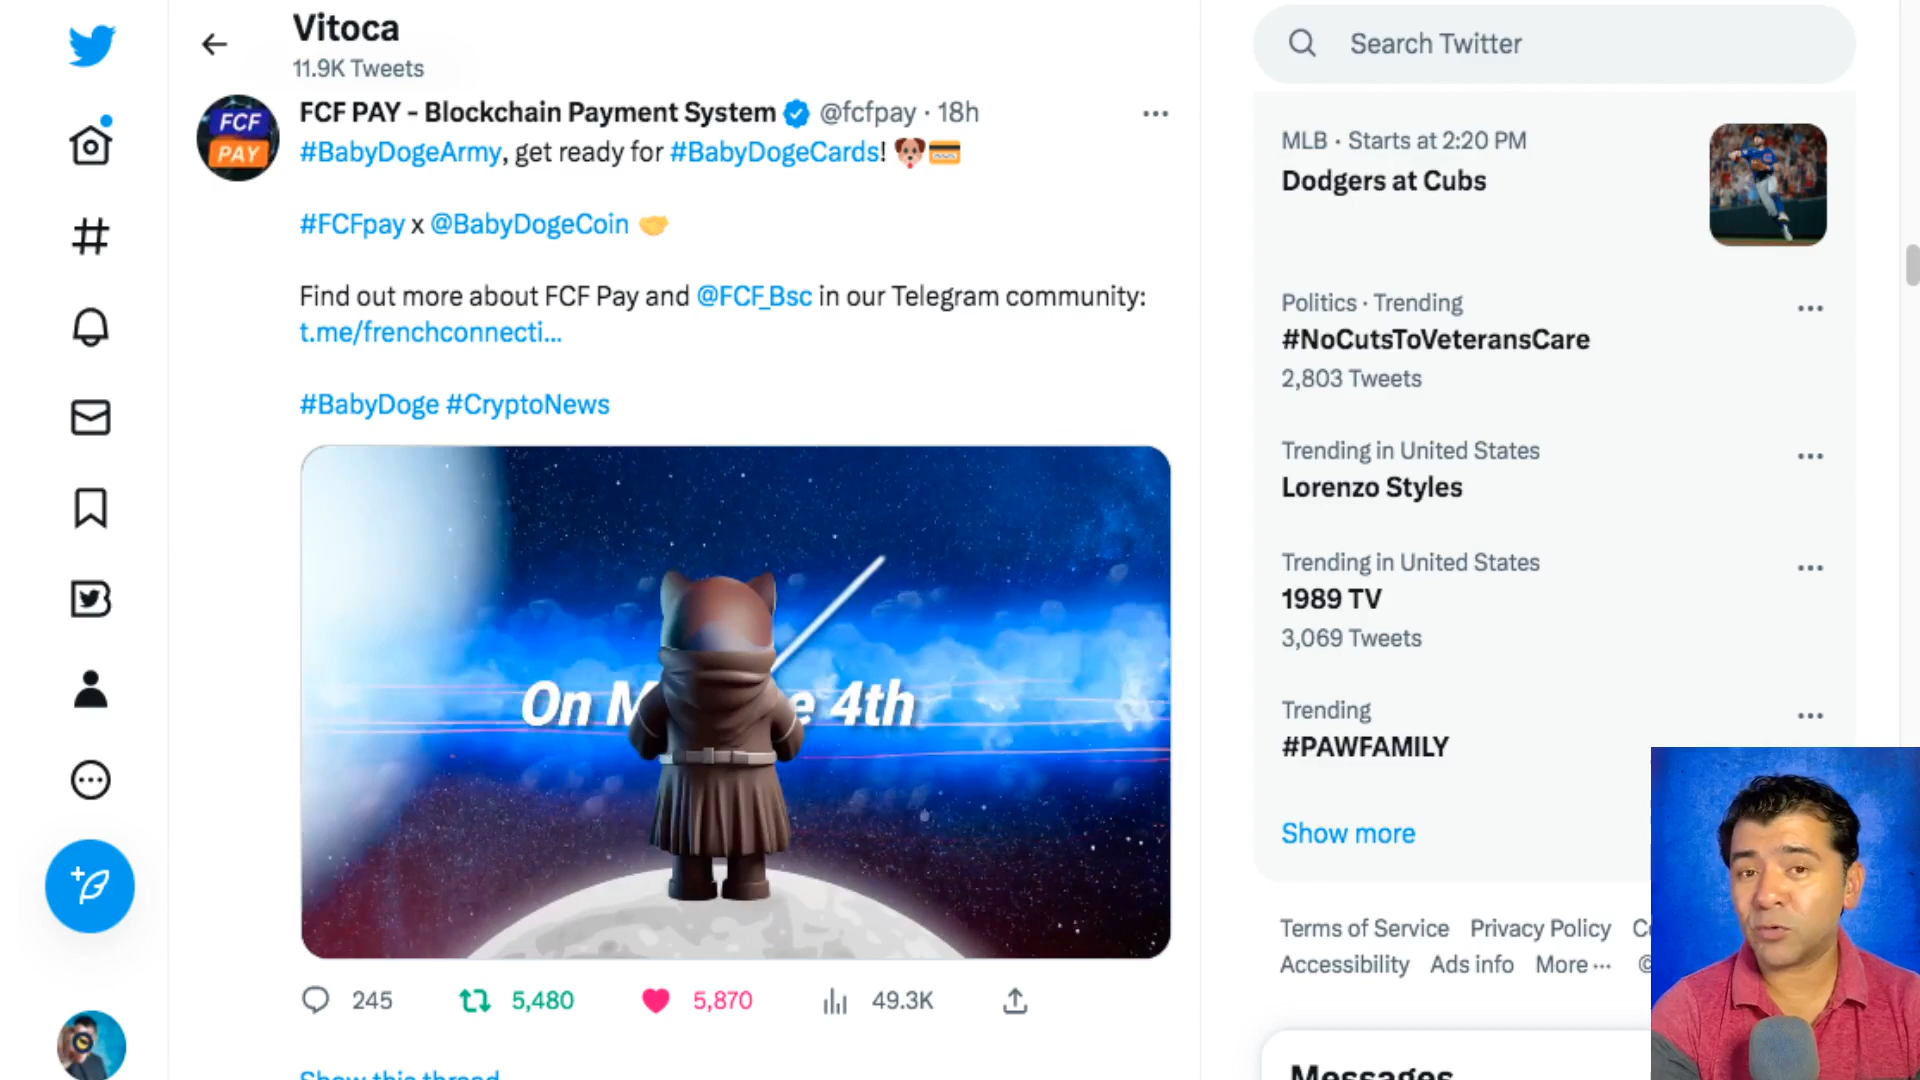 Vitoca
11.9K Tweets
FCF PAY
FCF PAY - Blockchain Payment System @fcfpay · 18h
#BabyDogeArmy, get ready for #BabyDogeCards!
#FCFpay x @BabyDogeCoin
Find out more about FCF Pay and @FCF_Bsc in our Telegram community:
t.me/frenchconnecti...
#BabyDoge #CryptoNews
On M e 4th
245 5,480 5,870 49.3K
Show this thread
Search Twitter
MLB · Starts at 2:20 PM
Dodgers at Cubs
Politics · Trending
#NoCutsToVeteransCare
2,803 Tweets
Trending in United States
Lorenzo Styles
Trending in United States
1989 TV
3,069 Tweets
Trending
#PAWFAMILY
Show more
Terms of Service Privacy Policy
Accessibility Ads info More ... ©
Messages